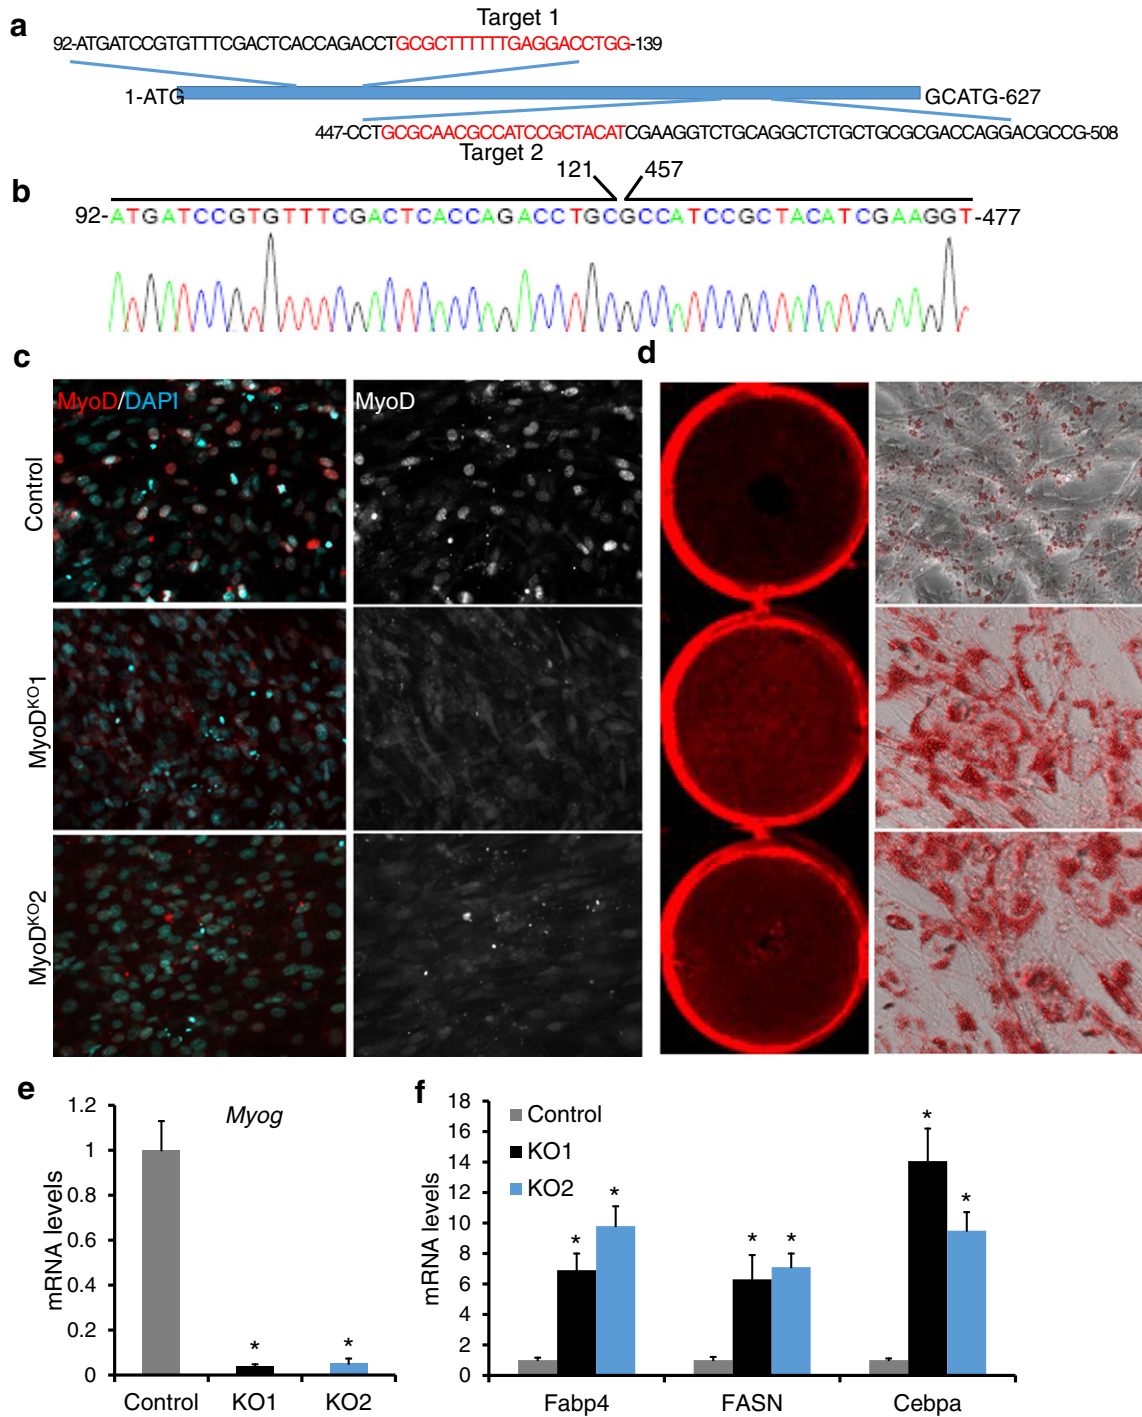 a
Target 1
92-ATGATCCGTGTTTCGACTCACCAGACCTGCGCTTTTTTGAGGACCTGG-139
1-ATG
GCATG-627
447-CCTGCGCAACGCCATCCGCTACATCGAAGGTCTGCAGGCTCTGCTGCGCGACCAGGACGCCG-508
Target 2
b
121
457
92-ATGATCCGTGTTTCGACTCACCAGACCTGCGCCATCCGCTACATCGAAGGT-477
c
d
MyoD/DAPI
MyoD
Control
MyoDKO1
MyoDKO2
e
Myog
mRNA levels
1.2
1
0.8
0.6
0.4
0.2
0
*
*
Control
KO1
KO2
f
Control
KO1
KO2
mRNA levels
18
16
14
12
10
8
6
4
2
0
*
*
*
*
*
*
Fabp4
FASN
Cebpa